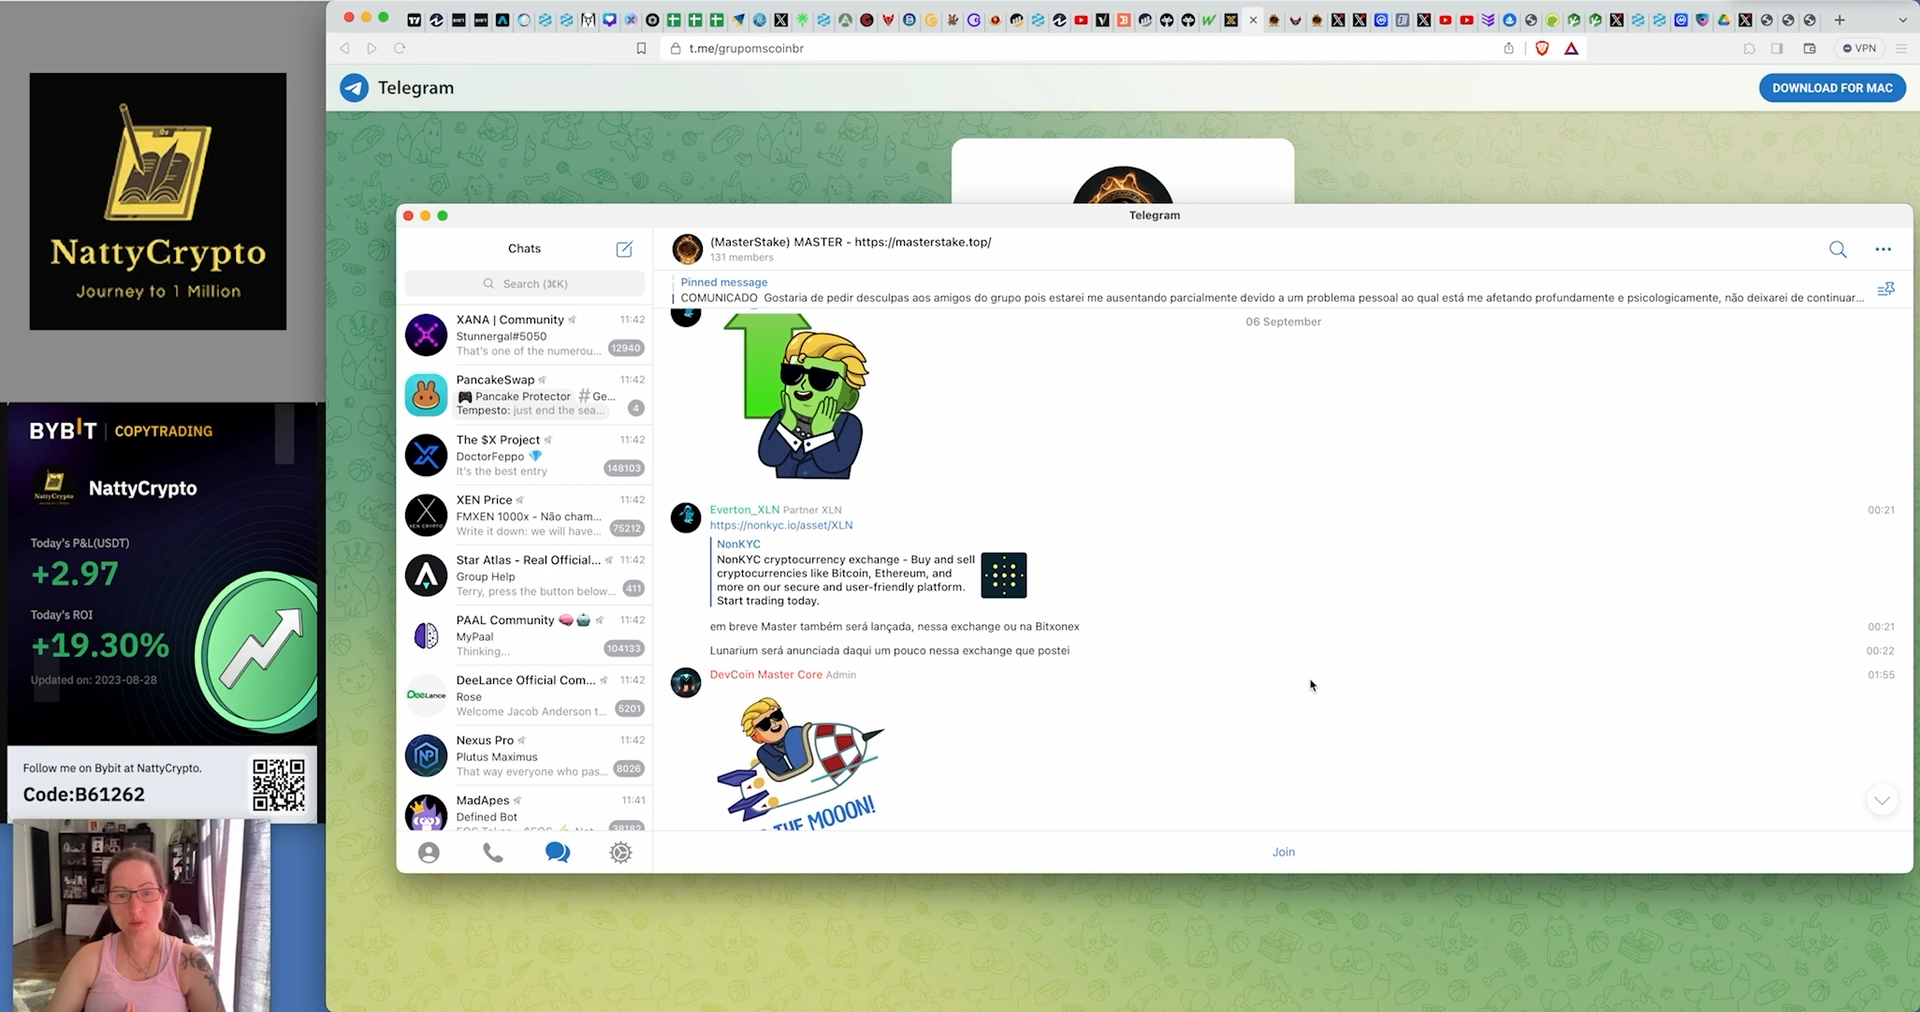 t.me/grupomscoinbr
VPN
Telegram
DOWNLOAD FOR MAC
NattyCrypto
Journey to 1 Million
BYBIT | COPYTRADING
NattyCrypto
NattyCrypto
Today's P&L(USDT)
+2.97
Today's ROI
+19.30%
Updated on: 2023-08-28
Follow me on Bybit at NattyCrypto.
Code:B61262
Telegram
Chats
Search (⌘K)
XANA | Community
11:42
Stunnergal#5050
That's one of the numerou...
12940
PancakeSwap
11:42
Pancake Protector # Ge...
Tempesto: just end the sea...
4
The $X Project
11:42
DoctorFeppo
It's the best entry
148103
XEN Price
11:42
FMXEN 1000x - Não cham...
Write it down: we will have...
75212
Star Atlas - Real Official...
11:42
Group Help
Terry, press the button below...
411
PAAL Community
11:42
MyPaal
Thinking...
104133
DeeLance Official Com...
11:42
DeeLance
Rose
Welcome Jacob Anderson t...
5201
Nexus Pro
11:42
Plutus Maximus
That way everyone who pas...
8026
MadApes
11:41
Defined Bot
(MasterStake) MASTER - https://masterstake.top/
131 members
Pinned message
COMUNICADO Gostaria de pedir desculpas aos amigos do grupo pois estarei me ausentando parcialmente devido a um problema pessoal ao qual está me afetando profundamente e psicologicamente, não deixarei de continuar...
06 September
Everton_XLN Partner XLN
00:21
https://nonkyc.io/asset/XLN
NonKYC
NonKYC cryptocurrency exchange - Buy and sell
cryptocurrencies like Bitcoin, Ethereum, and
more on our secure and user-friendly platform.
Start trading today.
em breve Master também será lançada, nessa exchange ou na Bitxonex
00:21
Lunarium será anunciada daqui um pouco nessa exchange que postei
00:22
DevCoin Master Core Admin
01:55
THE MOOON!
Join